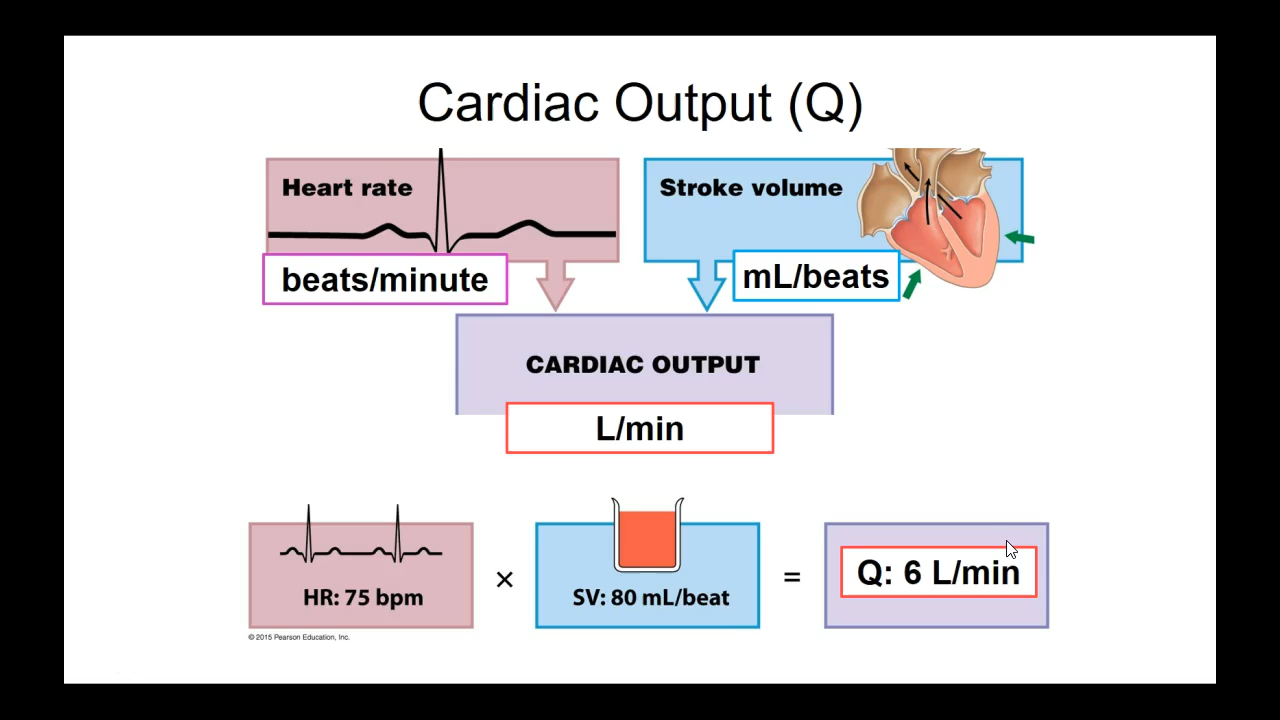 Cardiac Output (Q)
Heart rate
Stroke volume
beats/minute
mL/beats
CARDIAC OUTPUT
L/min
HR: 75 bpm
×
SV: 80 mL/beat
=
Q: 6 L/min
© 2015 Pearson Education, Inc.